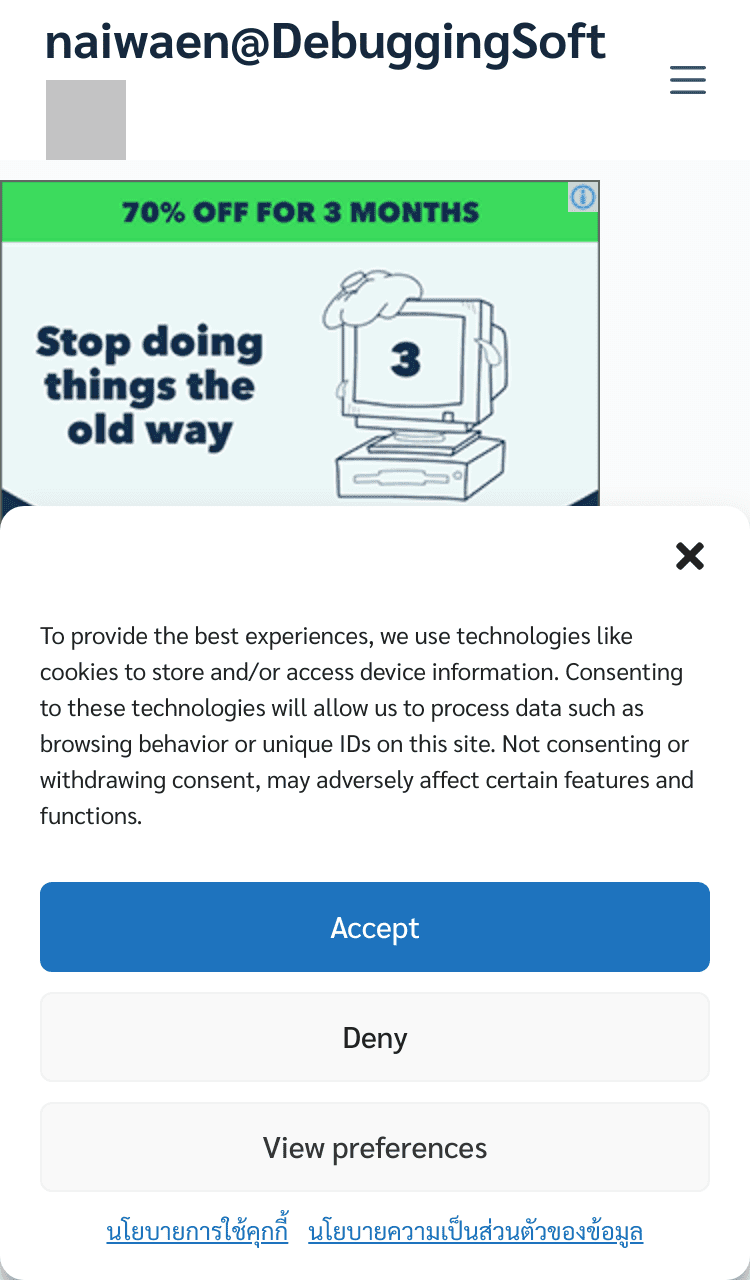 naiwaen@DebuggingSoft
70% OFF FOR 3 MONTHS
Stop doing
things the
old way
3
To provide the best experiences, we use technologies like
cookies to store and/or access device information. Consenting
to these technologies will allow us to process data such as
browsing behavior or unique IDs on this site. Not consenting or
withdrawing consent, may adversely affect certain features and
functions.
Accept
Deny
View preferences
นโยบายการใช้คุกกี้ นโยบายความเป็นส่วนตัวของข้อมูล